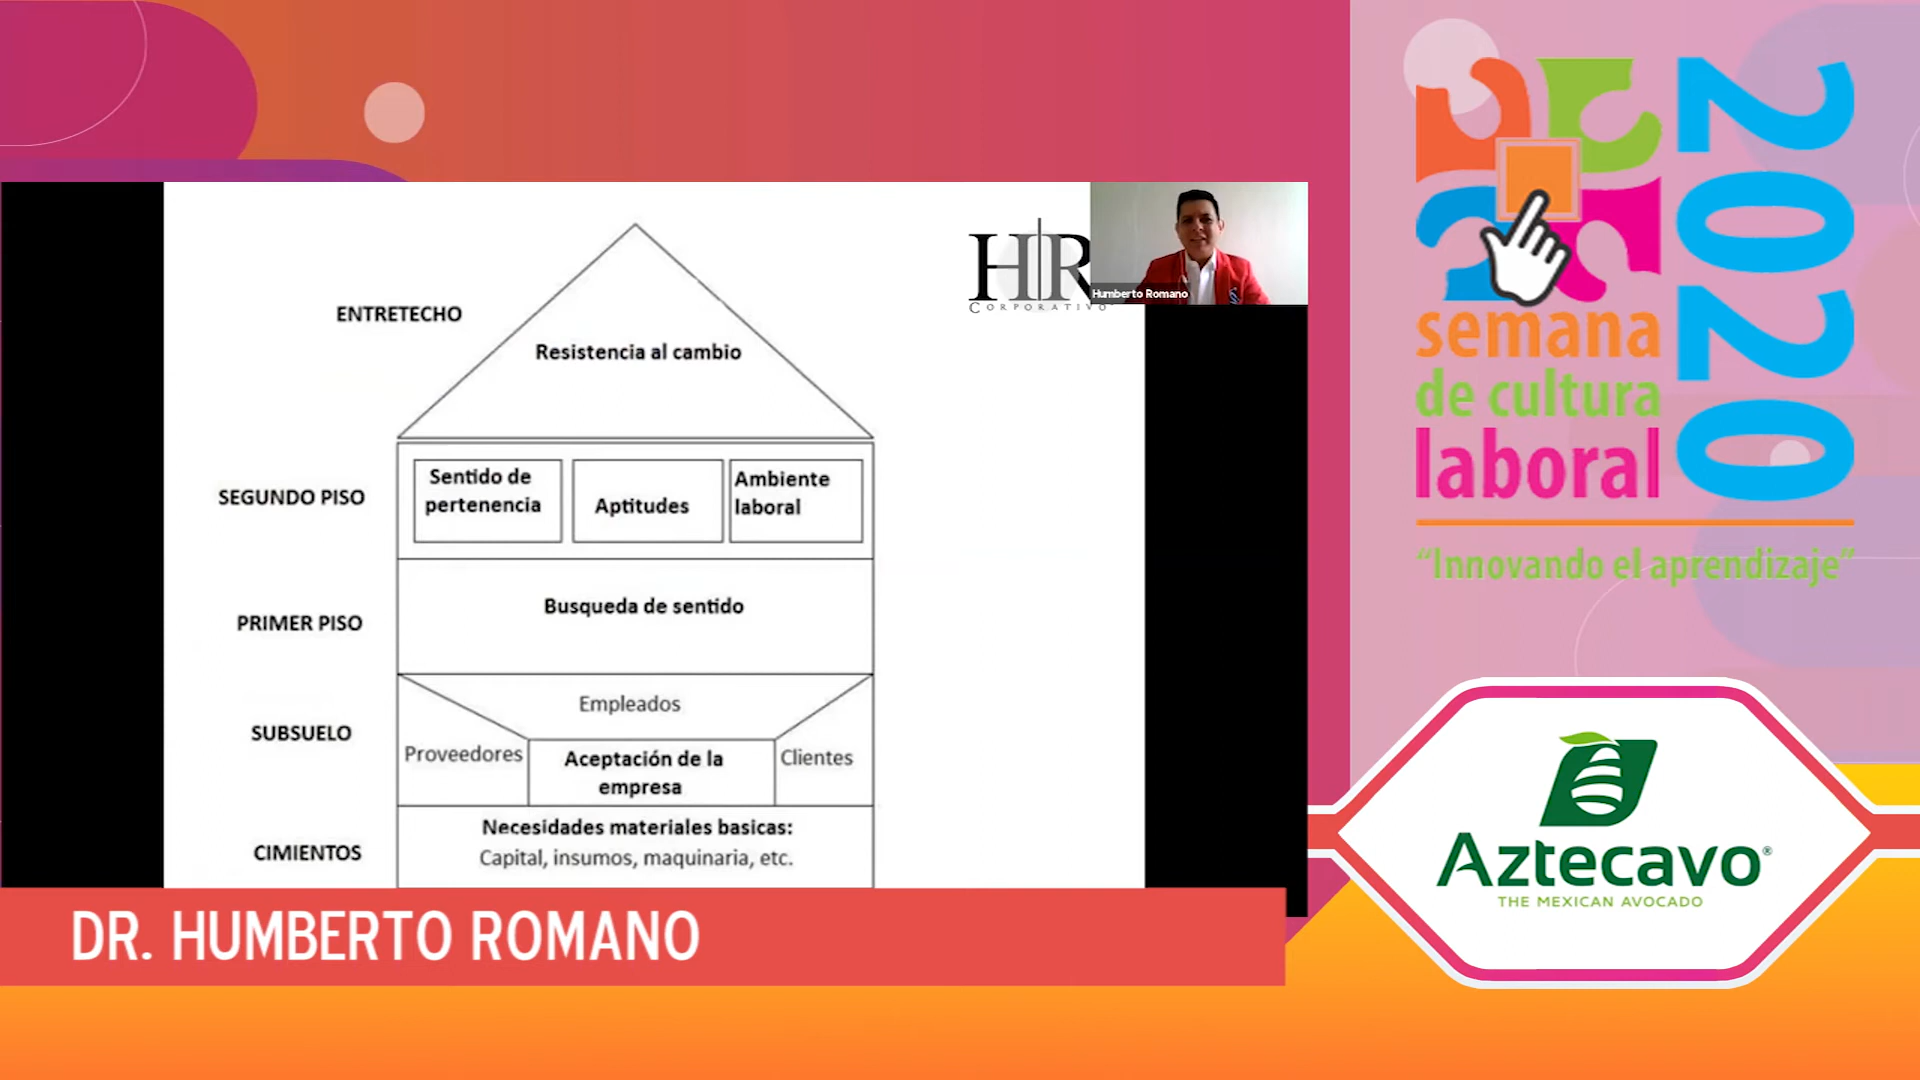 ENTRETECHO
Resistencia al cambio
HR
CORPORATIVO
Humberto Romano
SEGUNDO PISO
Sentido de
pertenencia
Aptitudes
Ambiente
laboral
PRIMER PISO
Busqueda de sentido
SUBSUELO
Empleados
Proveedores
Aceptación de la
empresa
Clientes
CIMIENTOS
Necesidades materiales basicas:
Capital, insumos, maquinaria, etc.
DR. HUMBERTO ROMANO
2020
semana
de cultura
laboral
“Innovando el aprendizaje”
Aztecavo®
THE MEXICAN AVOCADO